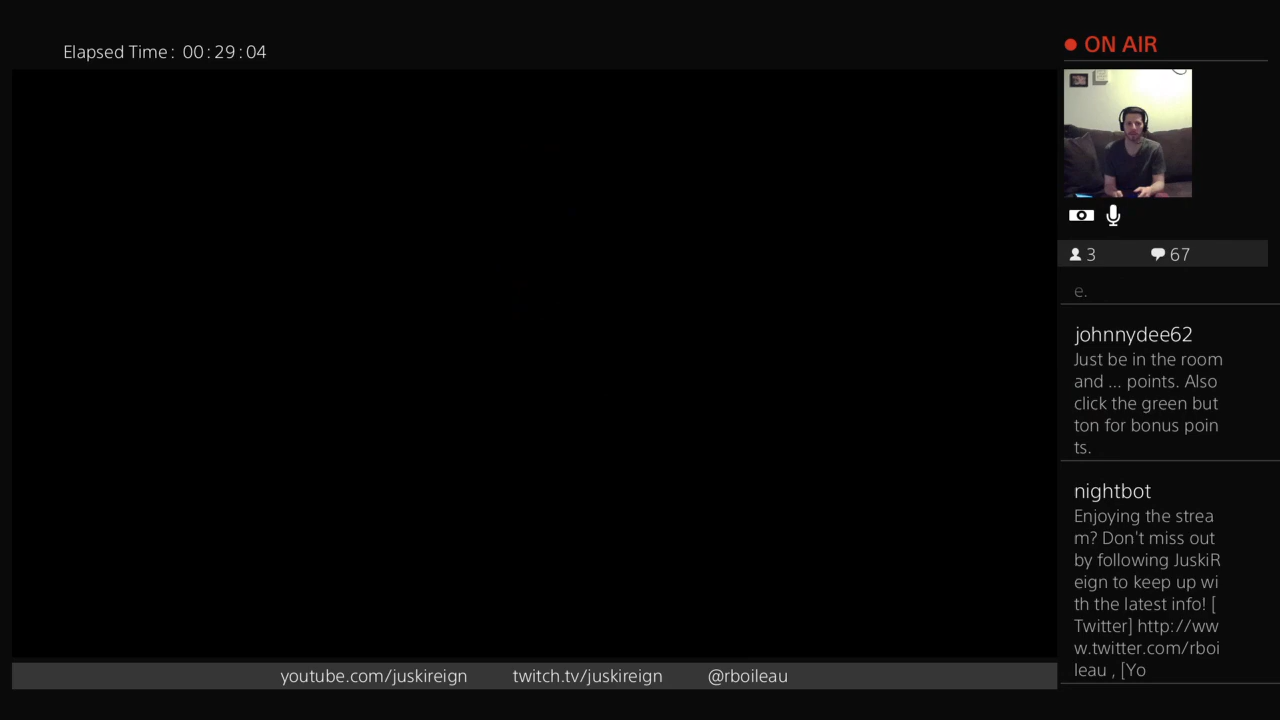 Elapsed Time: 00:29:04
ON AIR
3 67
e.
johnnydee62
Just be in the room
and ... points. Also
click the green but
ton for bonus poin
ts.
nightbot
Enjoying the strea
m? Don't miss out
by following JuskiR
eign to keep up wi
th the latest info! [
Twitter] http://ww
w.twitter.com/rboi
leau , [Yo
youtube.com/juskireign twitch.tv/juskireign @rboileau